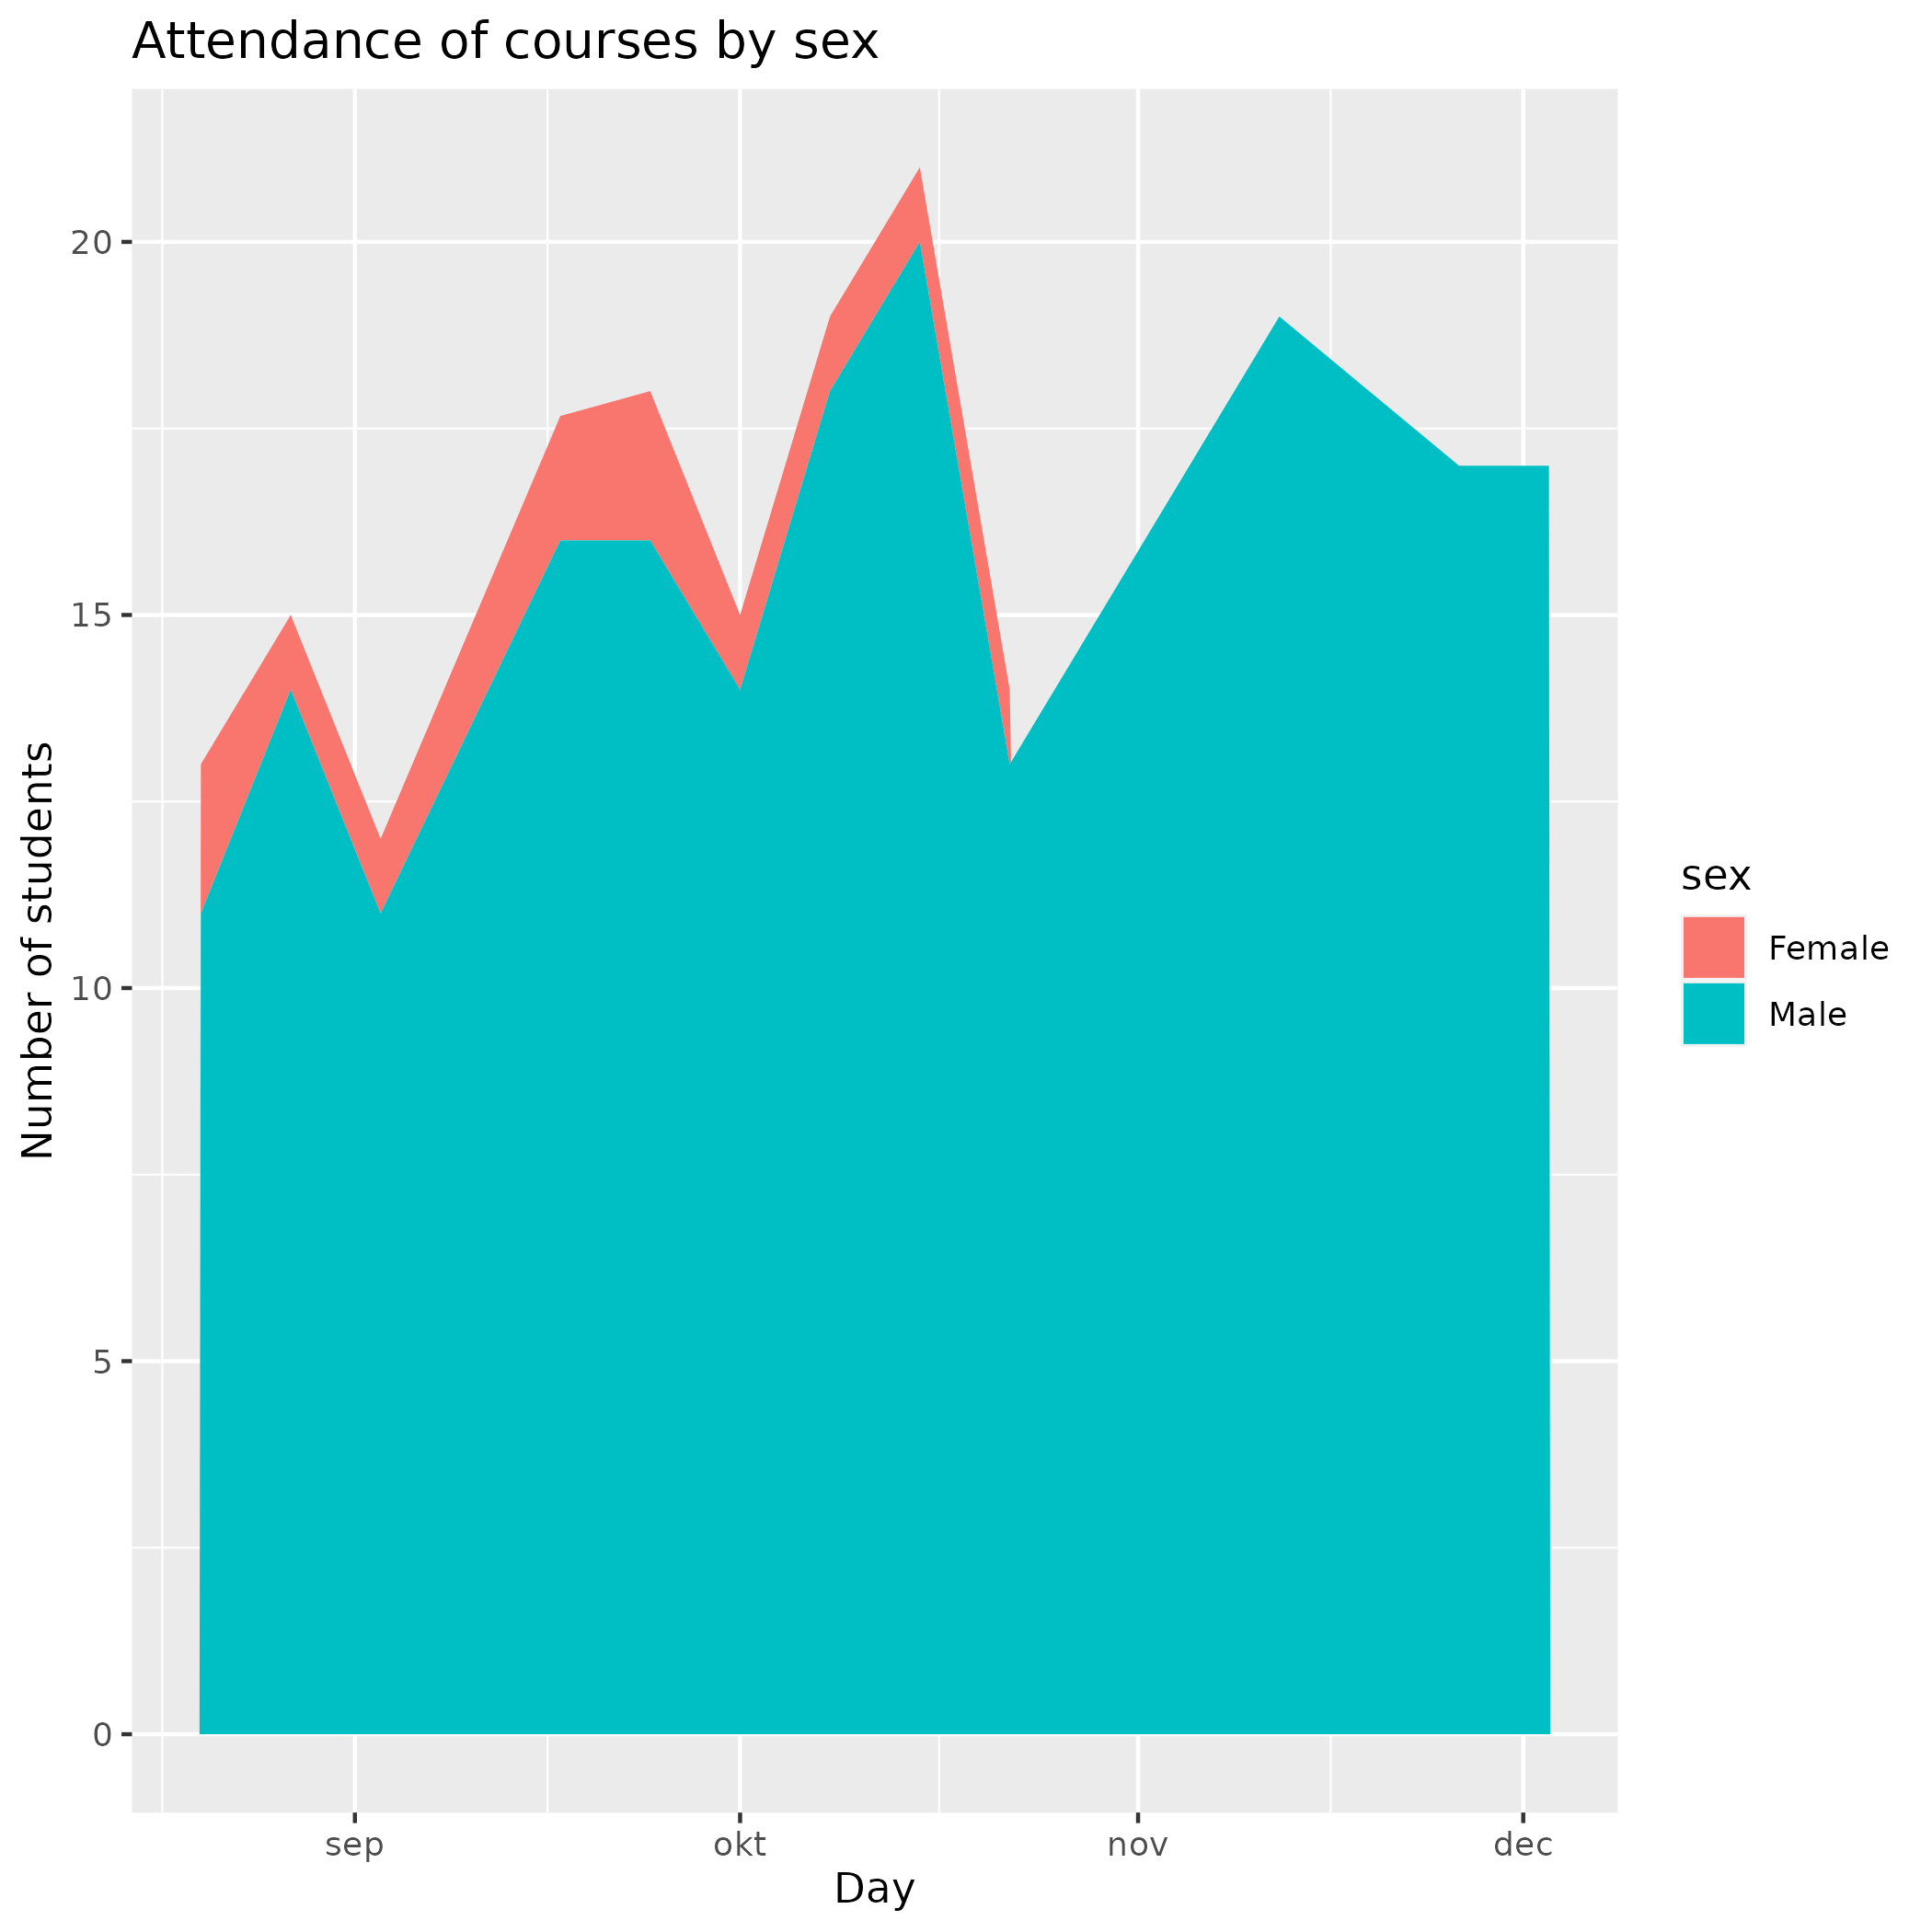 Attendance of courses by sex
Number of students
20
15
10
5
0
sep okt nov dec
Day
sex
Female
Male